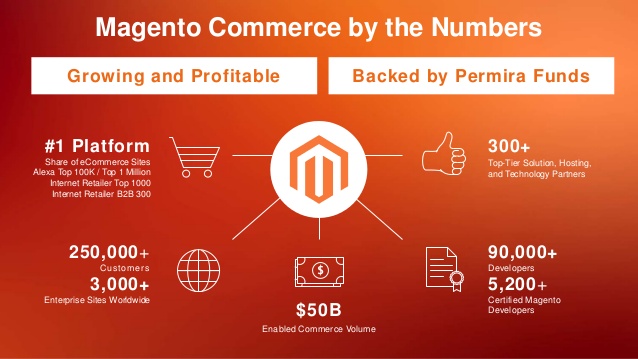 Magento Commerce by the Numbers
Growing and Profitable
Backed by Permira Funds
#1 Platform
Share of eCommerce Sites
Alexa Top 100K / Top 1 Million
Internet Retailer Top 1000
Internet Retailer B2B 300
300+
Top-Tier Solution, Hosting,
and Technology Partners
250,000+
Customers
3,000+
Enterprise Sites Worldwide
$
$50B
Enabled Commerce Volume
90,000+
Developers
5,200+
Certified Magento
Developers